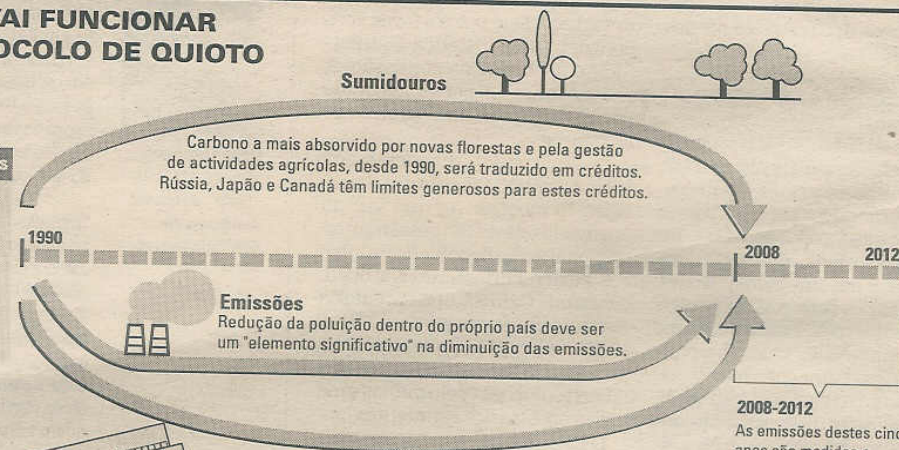 AI FUNCIONAR
OCOLO DE QUIOTO
Sumidouros
Carbono a mais absorvido por novas florestas e pela gestão
de actividades agrícolas, desde 1990, será traduzido em créditos.
Rússia, Japão e Canadá têm limites generosos para estes créditos.
s
1990
2008
2012
Emissões
Redução da poluição dentro do próprio país deve ser
um "elemento significativo" na diminuição das emissões.
2008-2012
As emissões destes cinc